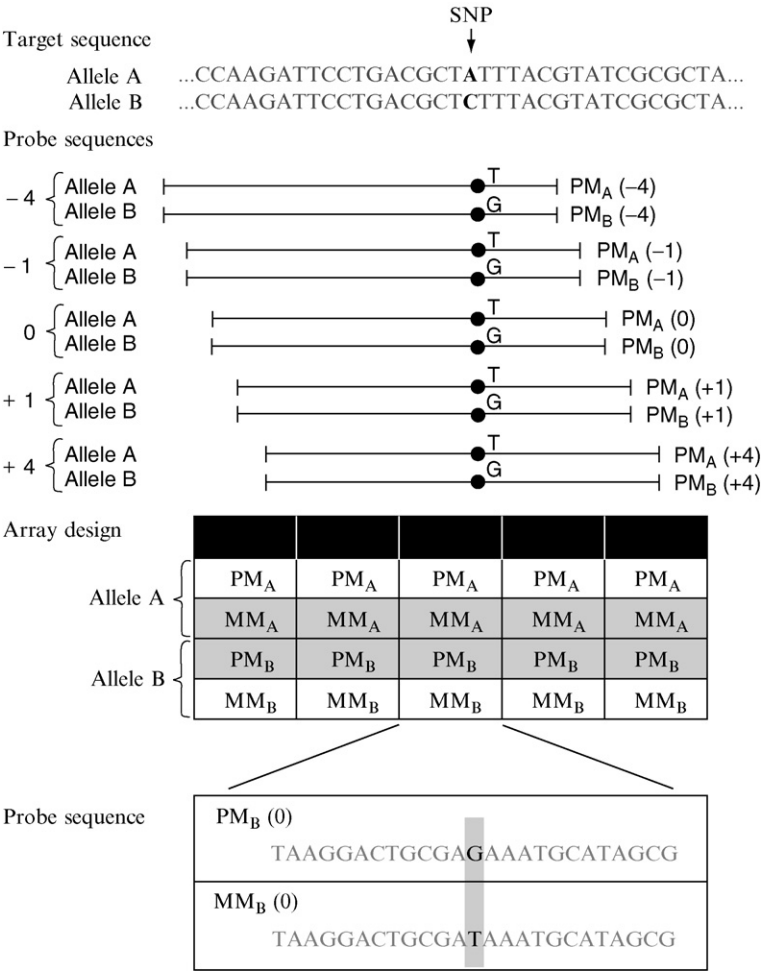 SNP
Target sequence
Allele A ...CCAAGATTCCTGACGCTATTTACGTATCGCGCTA...
Allele B ...CCAAGATTCCTGACGCTCTTTACGTATCGCGCTA...
Probe sequences
−4 Allele A T PMA (−4)
Allele B G PMB (−4)
−1 Allele A T PMA (−1)
Allele B G PMB (−1)
0 Allele A T PMA (0)
Allele B G PMB (0)
+1 Allele A T PMA (+1)
Allele B G PMB (+1)
+4 Allele A T PMA (+4)
Allele B G PMB (+4)
Array design
Allele A PMA PMA PMA PMA PMA
MMA MMA MMA MMA MMA
Allele B PMB PMB PMB PMB PMB
MMB MMB MMB MMB MMB
Probe sequence PMB (0)
TAAGGACTGCGAGAAATGCATAGCG
MMB (0)
TAAGGACTGCGATAAATGCATAGCG